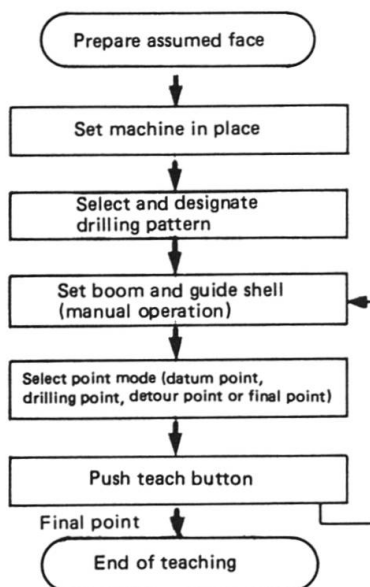 Prepare assumed face
Set machine in place
Select and designate
drilling pattern
Set boom and guide shell
(manual operation)
Select point mode (datum point,
drilling point, detour point or final point)
Push teach button
Final point
End of teaching